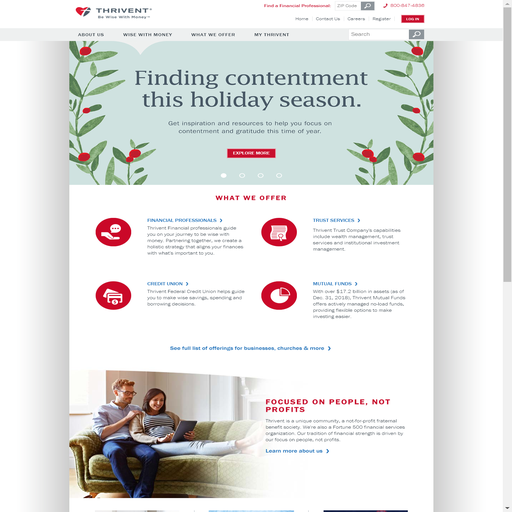 THRIVENT®
Be Wise With Money™
Find a Financial Professional:
ZIP Code
800-847-4836
Home
Contact Us
Careers
Register
LOG IN
ABOUT US
WISE WITH MONEY
WHAT WE OFFER
MY THRIVENT
Search
Finding contentment
this holiday season.
Get inspiration and resources to help you focus on
contentment and gratitude this time of year.
EXPLORE MORE
WHAT WE OFFER
FINANCIAL PROFESSIONALS ❯
Thrivent Financial professionals guide
you on your journey to be wise with
money. Partnering together, we create a
holistic strategy that aligns your finances
with what's important to you.
TRUST SERVICES ❯
Thrivent Trust Company's capabilities
include wealth management, trust
services and institutional investment
management.
CREDIT UNION ❯
Thrivent Federal Credit Union helps guide
you to make wise savings, spending and
borrowing decisions.
MUTUAL FUNDS ❯
With over $17.2 billion in assets (as of
Dec. 31, 2018), Thrivent Mutual Funds
offers actively managed no-load funds,
providing flexible options to make
investing easier.
See full list of offerings for businesses, churches & more ❯
FOCUSED ON PEOPLE, NOT
PROFITS
Thrivent is a unique community, a not-for-profit fraternal
benefit society. We're also a Fortune 500 financial services
organization. Our tradition of financial strength is driven by
our focus on people, not profits.
Learn more about us ❯